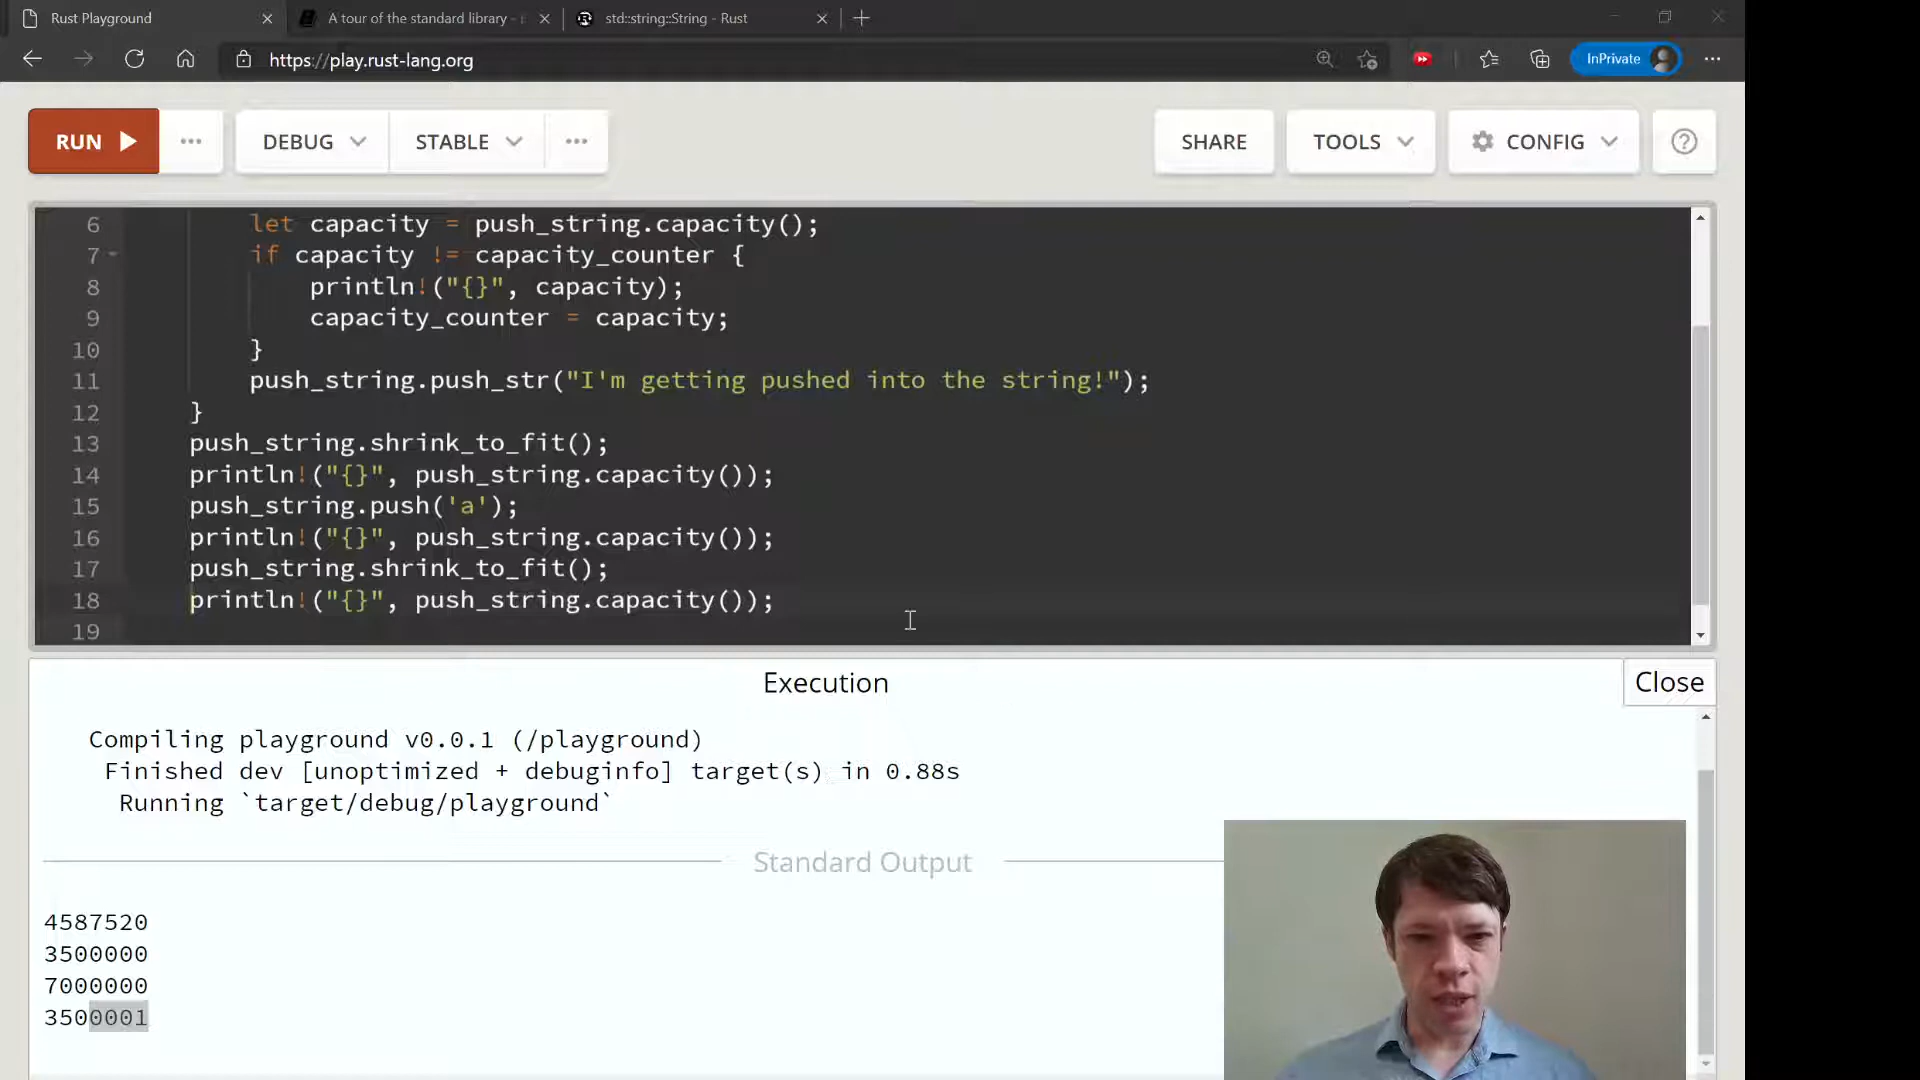 Rust Playground
A tour of the standard library -
std::string::String - Rust
https://play.rust-lang.org
InPrivate
RUN
DEBUG
STABLE
SHARE
TOOLS
CONFIG
6 let capacity = push_string.capacity();
7 if capacity != capacity_counter {
8 println!("{}", capacity);
9 capacity_counter = capacity;
10 }
11 push_string.push_str("I'm getting pushed into the string!");
12 }
13 push_string.shrink_to_fit();
14 println!("{}", push_string.capacity());
15 push_string.push('a');
16 println!("{}", push_string.capacity());
17 push_string.shrink_to_fit();
18 println!("{}", push_string.capacity());
19
Execution
Close
Compiling playground v0.0.1 (/playground)
Finished dev [unoptimized + debuginfo] target(s) in 0.88s
Running `target/debug/playground`
Standard Output
4587520
3500000
7000000
3500001